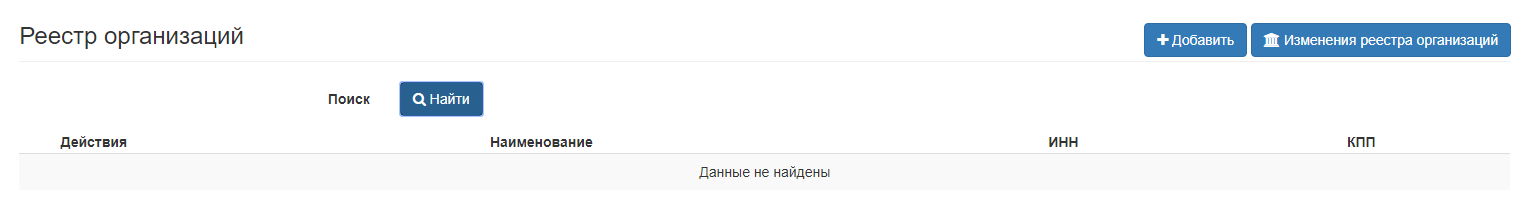 Реестр организаций
Добавить
Изменения реестра организаций
Поиск
Найти
Действия Наименование ИНН КПП
Данные не найдены